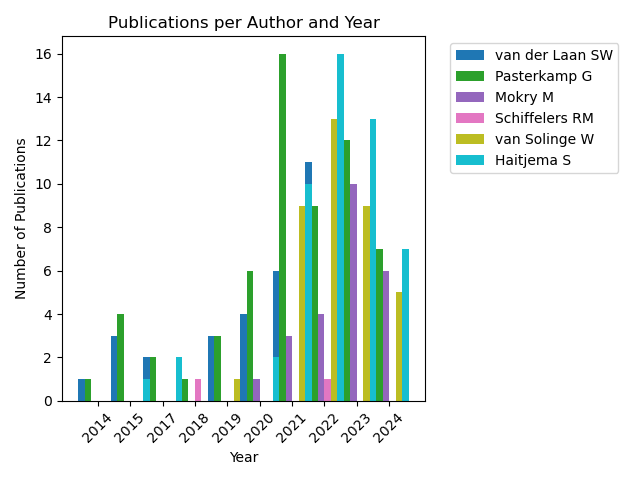 Publications per Author and Year
Number of Publications
16
14
12
10
8
6
4
2
0
2014
2015
2017
2018
2019
2020
2021
2022
2023
2024
Year
van der Laan SW
Pasterkamp G
Mokry M
Schiffelers RM
van Solinge W
Haitjema S